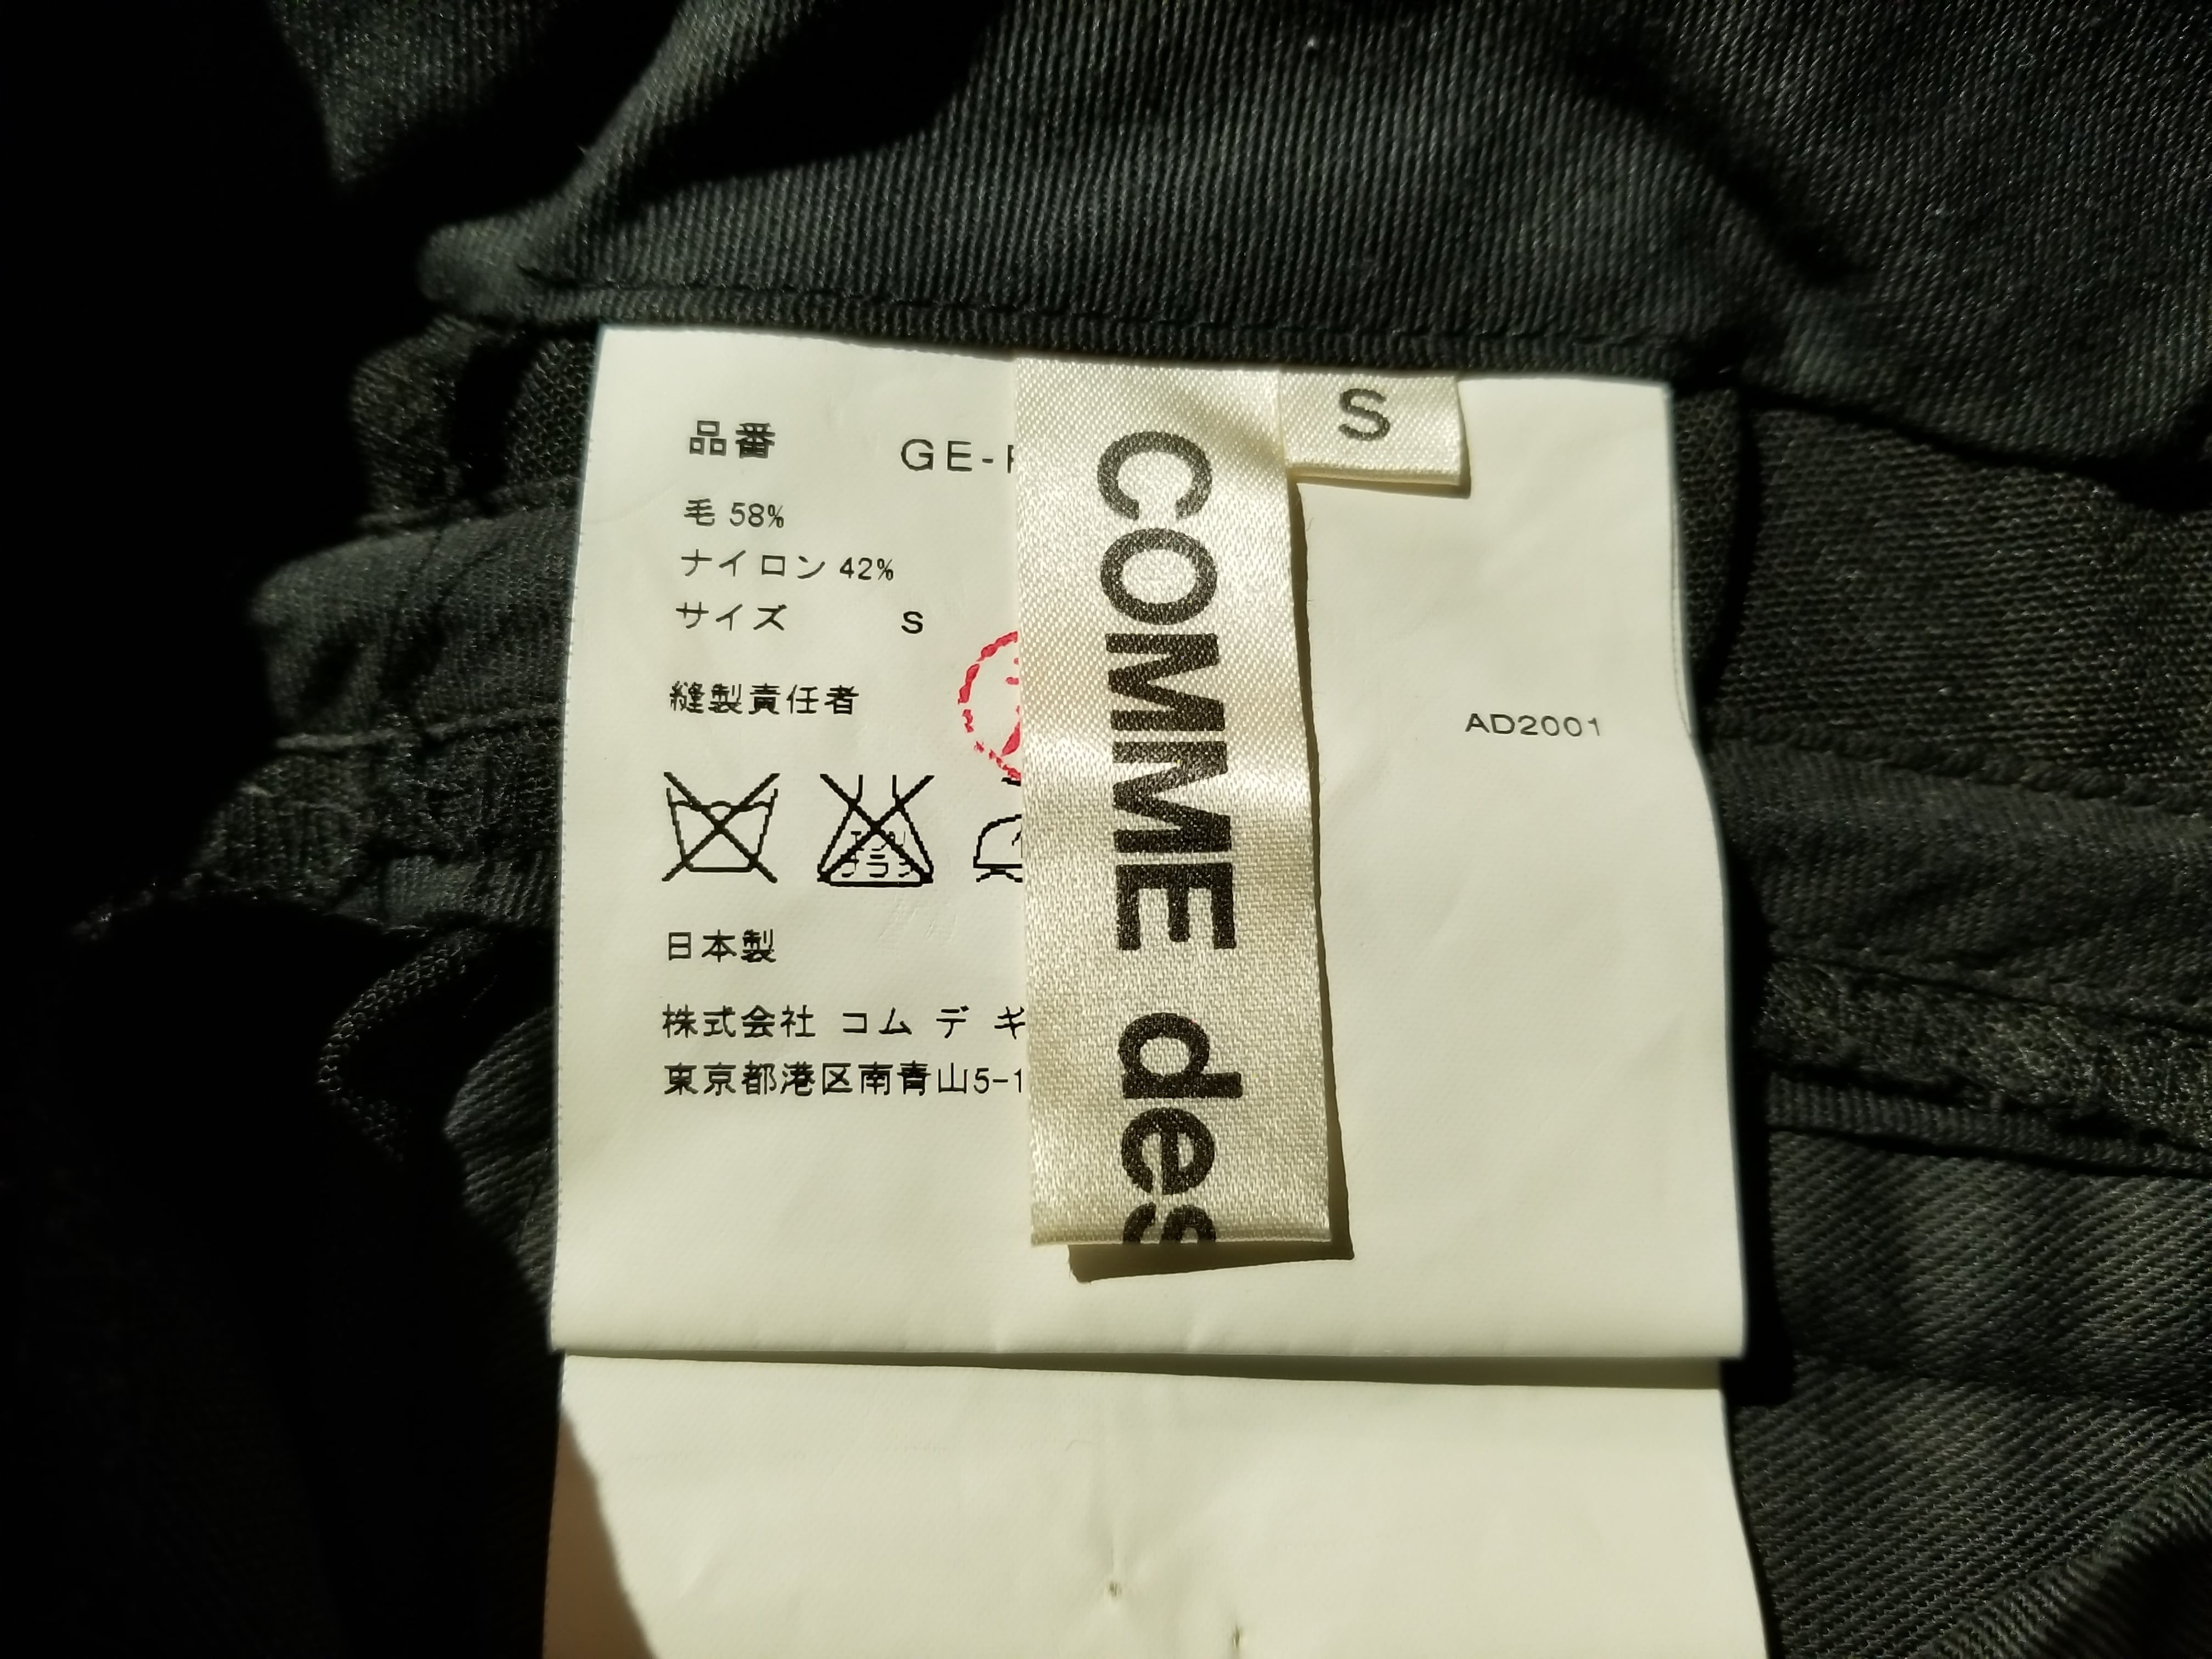 品番 GE-
毛 58%
ナイロン 42%
サイズ S
縫製責任者
日本製
株式会社 コム デ ギ
東京都港区南青山5-1
COMME des
S
AD2001